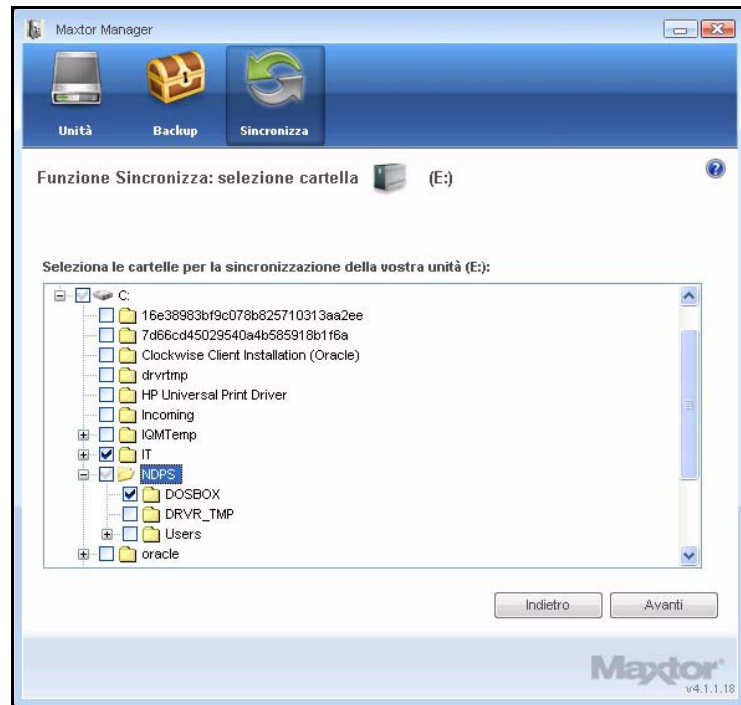 Maxtor Manager
Unità
Backup
Sincronizza
Funzione Sincronizza: selezione cartella (E:)
Seleziona le cartelle per la sincronizzazione della vostra unità (E:):
C:
16e38983bf9c078b825710313aa2ee
7d66cd45029540a4b585918b1f6a
Clockwise Client Installation (Oracle)
drvrtmp
HP Universal Print Driver
Incoming
IQMTemp
IT
NDPS
DOSBOX
DRVR_TMP
Users
oracle
Indietro
Avanti
Maxtor
v4.1.1.18